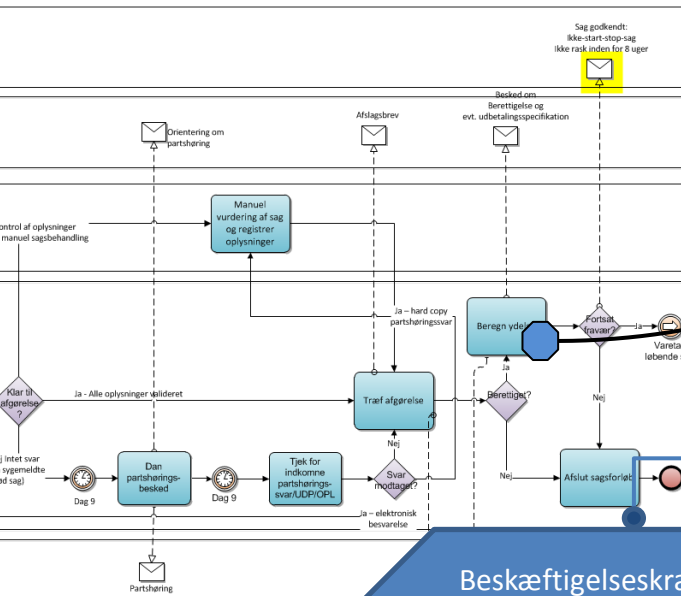 Sag godkendt:
Ikke-start-stop-sag
Ikke rask inden for 8 uger
Besked om
Berettigelse og
evt. udbetalingsspecifikation
Afslagsbrev
Orientering om
partshøring
Manuel
vurdering af sag
og registrer
oplysninger
ontrol af oplysninger
manuel sagsbehandling
Ja – hard copy
partshøringssvar
Beregn ydel
Fortsat
fravær?
Ja
Vareta
løbende
Ja
Klar til
afgørelse
?
Ja - Alle oplysninger valideret
Træf afgørelse
Berettiget?
Nej
Nej
j Intet svar
sygemeldte
ød sag)
Dag 9
Dan
partshørings-
besked
Dag 9
Tjek for
indkomne
partshørings-
svar/UDP/OPL
Svar
modtaget?
Nej
Afslut sagsforløb
Ja – elektronisk
besvarelse
Partshøring
Beskæftigelseskra